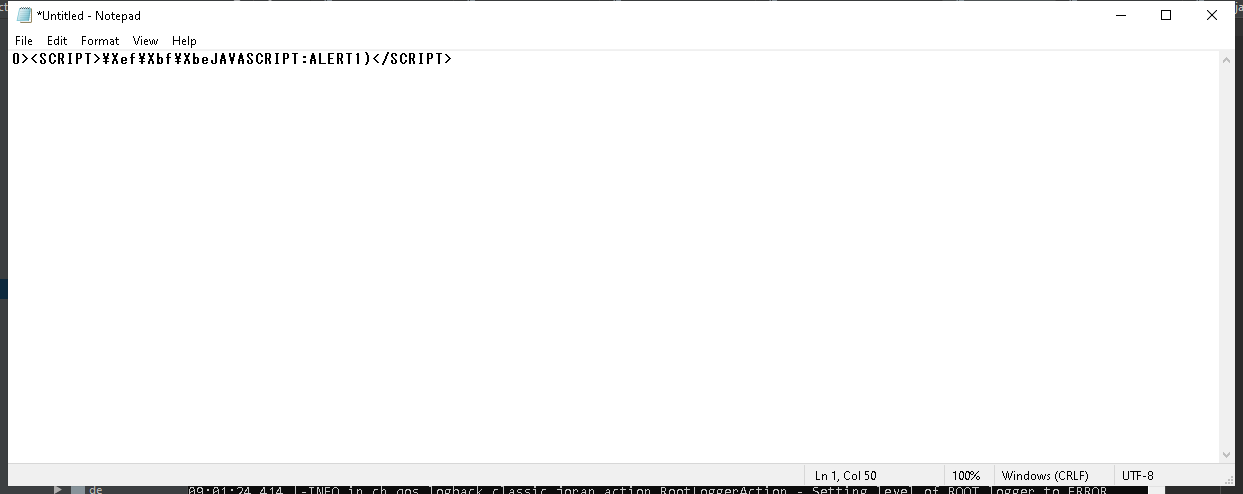 *Untitled - Notepad
File Edit Format View Help
0><SCRIPT>¥Xef¥Xbf¥XbeJAVASCRIPT:ALERT1)</SCRIPT>
Ln 1, Col 50 100% Windows (CRLF) UTF-8
de 09:01:24,414 |-INFO in ch.qos.logback.classic.joran.action.RootLoggerAction - Setting level of ROOT logger to ERROR